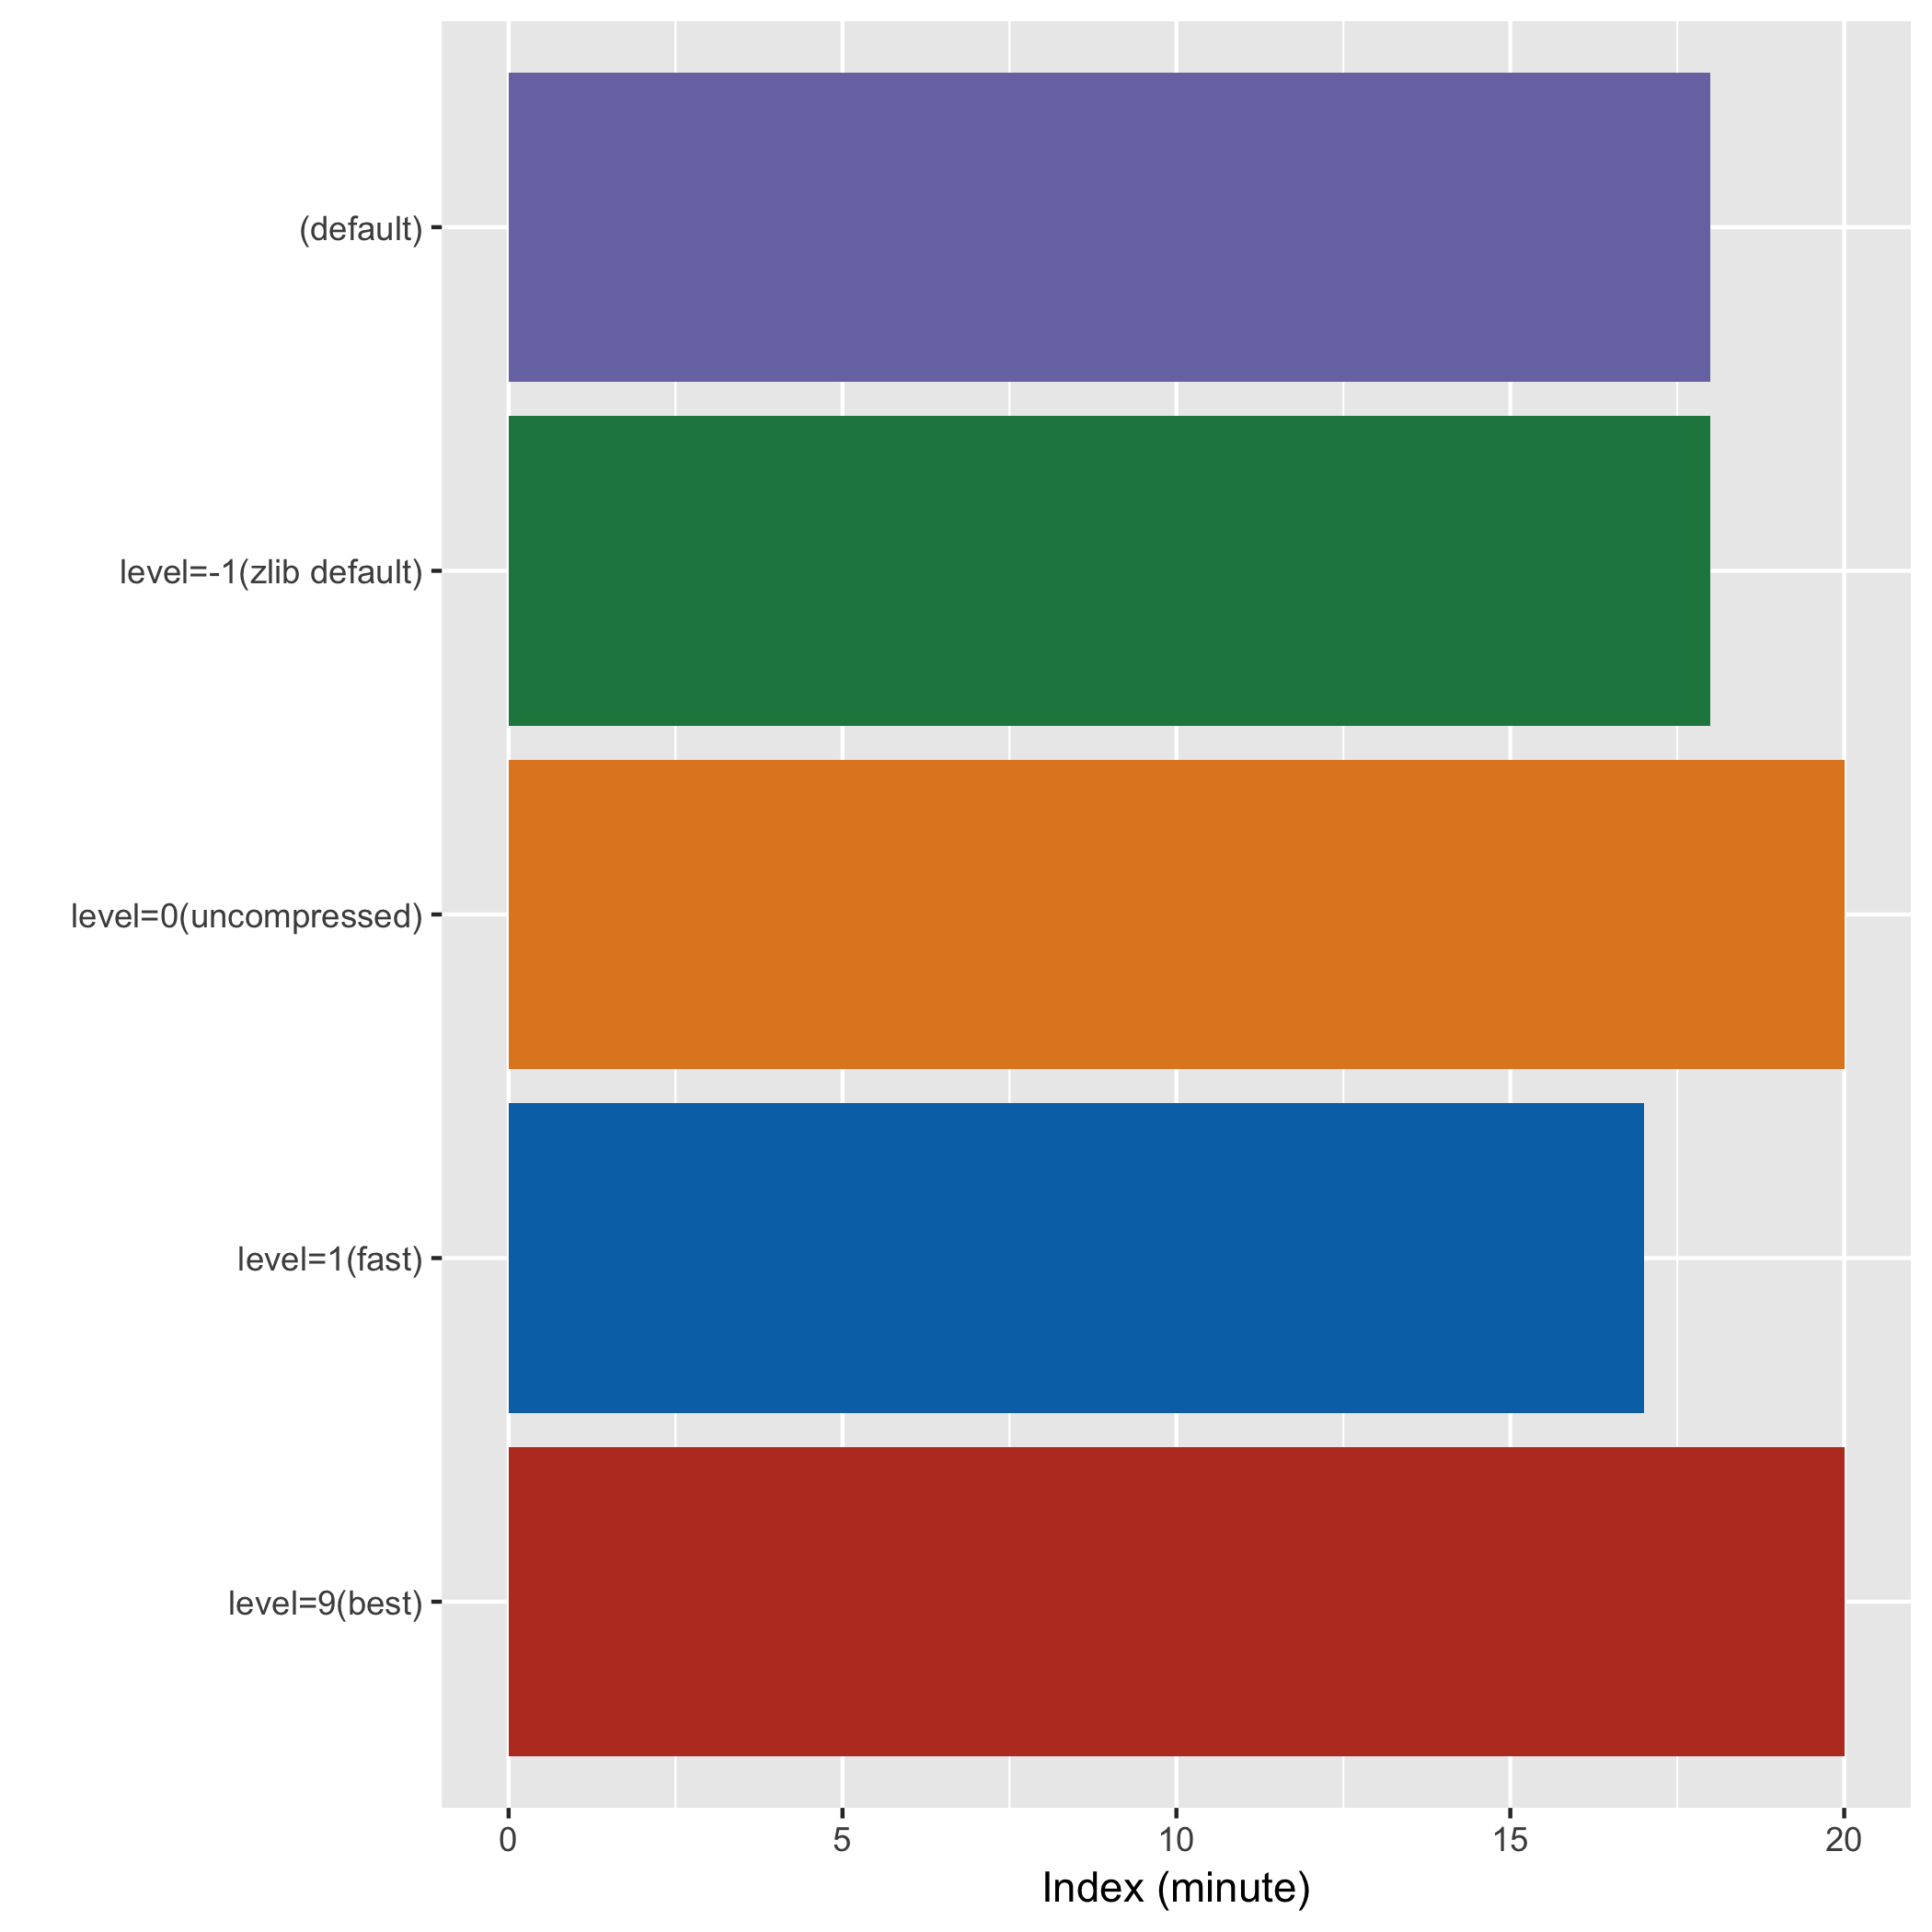 (default)
level=-1(zlib default)
level=0(uncompressed)
level=1(fast)
level=9(best)
0 5 10 15 20
Index (minute)